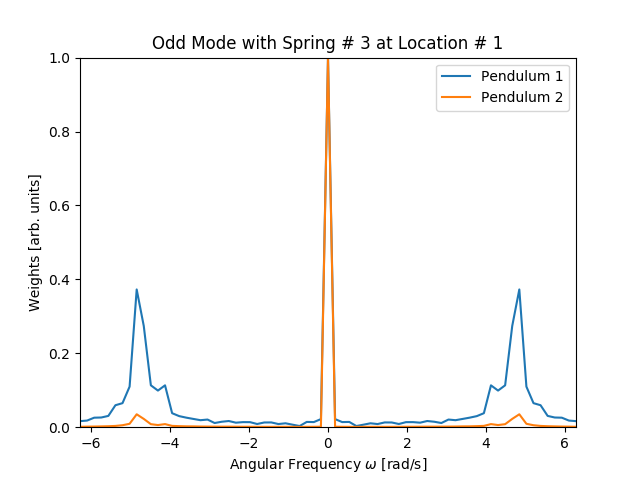 Odd Mode with Spring # 3 at Location # 1
Weights [arb. units]
1.0
0.8
0.6
0.4
0.2
0.0
Pendulum 1
Pendulum 2
−6
−4
−2
0
2
4
6
Angular Frequency ω [rad/s]